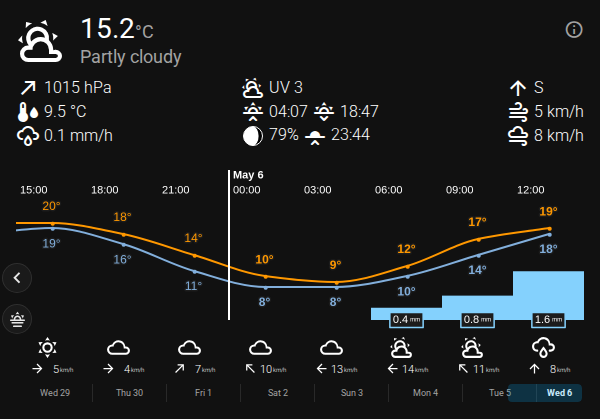 15.2°C
Partly cloudy
1015 hPa UV 3 S
9.5 °C 04:07 18:47 5 km/h
0.1 mm/h 79% 23:44 8 km/h
May 6
15:00 18:00 21:00 00:00 03:00 06:00 09:00 12:00
20° 18° 14° 10° 9° 12° 17° 19°
19° 16° 11° 8° 8° 10° 14° 18°
0.4 mm 0.8 mm 1.6 mm
5km/h 4km/h 7km/h 10km/h 13km/h 14km/h 11km/h 8km/h
Wed 29 Thu 30 Fri 1 Sat 2 Sun 3 Mon 4 Tue 5 Wed 6